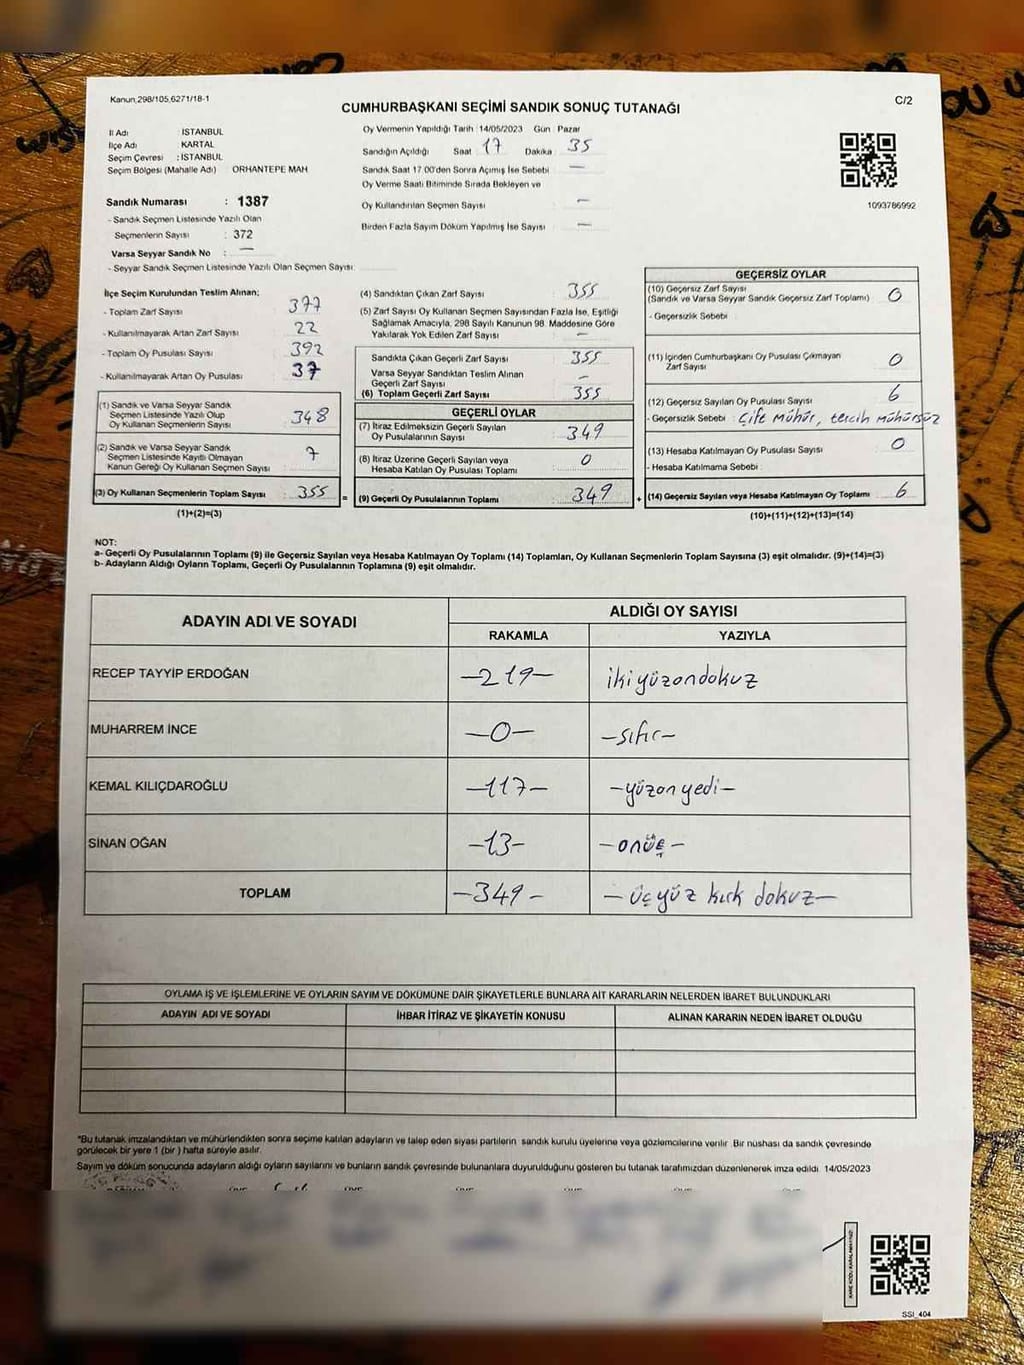 Kanun,298/105,6271/18-1
CUMHURBAŞKANI SEÇİMİ SANDIK SONUÇ TUTANAĞI
C/2
İl Adı : İSTANBUL
İlçe Adı KARTAL
Seçim Çevresi : İSTANBUL
Seçim Bölgesi (Mahalle Adı) ORHANTEPE MAH
Sandık Numarası : 1387
- Sandık Seçmen Listesinde Yazılı Olan
Seçmenlerin Sayısı : 372
Varsa Seyyar Sandık No : —
- Seyyar Sandık Seçmen Listesinde Yazılı Olan Seçmen Sayısı:
Oy Vermenin Yapıldığı Tarih : 14/05/2023 Gün : Pazar
Sandığın Açıldığı Saat : 17 Dakika : 35
Sandık Saat 17.00'den Sonra Açımış İse Sebebi : —
Oy Verme Saati Bitiminde Sırada Bekleyen ve
Oy Kullandırılan Seçmen Sayısı : —
Birden Fazla Sayım Döküm Yapılmış İse Sayısı : —
1093786992
İlçe Seçim Kurulundan Teslim Alınan;
- Toplam Zarf Sayısı : 377
- Kullanılmayarak Artan Zarf Sayısı : 22
- Toplam Oy Pusulası Sayısı : 392
- Kullanılmayarak Artan Oy Pusulası : 37
(1) Sandık ve Varsa Seyyar Sandık
Seçmen Listesinde Yazılı Olup
Oy Kullanan Seçmenlerin Sayısı : 348
(2) Sandık ve Varsa Seyyar Sandık
Seçmen Listesinde Kayıtlı Olmayan
Kanun Gereği Oy Kullanan Seçmen Sayısı : 7
(3) Oy Kullanan Seçmenlerin Toplam Sayısı : 355
(1)+(2)=(3)
(4) Sandıktan Çıkan Zarf Sayısı : 355
(5) Zarf Sayısı Oy Kullanan Seçmen Sayısından Fazla İse, Eşitliği
Sağlamak Amacıyla, 298 Sayılı Kanunun 98. Maddesine Göre
Yakılarak Yok Edilen Zarf Sayısı : —
Sandıkta Çıkan Geçerli Zarf Sayısı : 355
Varsa Seyyar Sandıktan Teslim Alınan
Geçerli Zarf Sayısı : —
(6) Toplam Geçerli Zarf Sayısı : 355
GEÇERLİ OYLAR
(7) İtiraz Edilmeksizin Geçerli Sayılan
Oy Pusulalarının Sayısı : 349
(8) İtiraz Üzerine Geçerli Sayılan veya
Hesaba Katılan Oy Pusulası Toplamı : 0
= (9) Geçerli Oy Pusulalarının Toplamı : 349
GEÇERSİZ OYLAR
(10) Geçersiz Zarf Sayısı
(Sandık ve Varsa Seyyar Sandık Geçersiz Zarf Toplamı) : 0
- Geçersizlik Sebebi :
(11) İçinden Cumhurbaşkanı Oy Pusulası Çıkmayan
Zarf Sayısı : 0
(12) Geçersiz Sayılan Oy Pusulası Sayısı : 6
- Geçersizlik Sebebi : Çift mühür, tercih mühürsüz
(13) Hesaba Katılmayan Oy Pusulası Sayısı : 0
- Hesaba Katılmama Sebebi :
+ (14) Geçersiz Sayılan veya Hesaba Katılmayan Oy Toplamı : 6
(10)+(11)+(12)+(13)=(14)
NOT:
a- Geçerli Oy Pusulalarının Toplamı (9) ile Geçersiz Sayılan veya Hesaba Katılmayan Oy Toplamı (14) Toplamları, Oy Kullanan Seçmenlerin Toplam Sayısına (3) eşit olmalıdır. (9)+(14)=(3)
b- Adayların Aldığı Oyların Toplamı, Geçerli Oy Pusulalarının Toplamına (9) eşit olmalıdır.
ADAYIN ADI VE SOYADI
ALDIĞI OY SAYISI
RAKAMLA YAZIYLA
RECEP TAYYİP ERDOĞAN —219— ikiyüzondokuz
MUHARREM İNCE —0— —sıfır—
KEMAL KILIÇDAROĞLU —117— —yüzonyedi—
SİNAN OĞAN —13— —onüç—
TOPLAM —349— —üçyüz kırk dokuz—
OYLAMA İŞ VE İŞLEMLERİNE VE OYLARIN SAYIM VE DÖKÜMÜNE DAİR ŞİKAYETLERLE BUNLARA AİT KARARLARIN NELERDEN İBARET BULUNDUKLARI
ADAYIN ADI VE SOYADI İHBAR İTİRAZ VE ŞİKAYETİN KONUSU ALINAN KARARIN NEDEN İBARET OLDUĞU
"Bu tutanak imzalandıktan ve mühürlendikten sonra seçime katılan adayların ve talep eden siyasi partilerin sandık kurulu üyelerine veya gözlemcilerine verilir. Bir nüshası da sandık çevresinde
görülecek bir yere 1 (bir) hafta süreyle asılır.
Sayım ve döküm sonucunda adayların aldığı oyların sayılarını ve bunların sandık çevresinde bulunanlara duyurulduğunu gösteren bu tutanak tarafımızdan düzenlenerek imza edildi. 14/05/2023
SSI_404